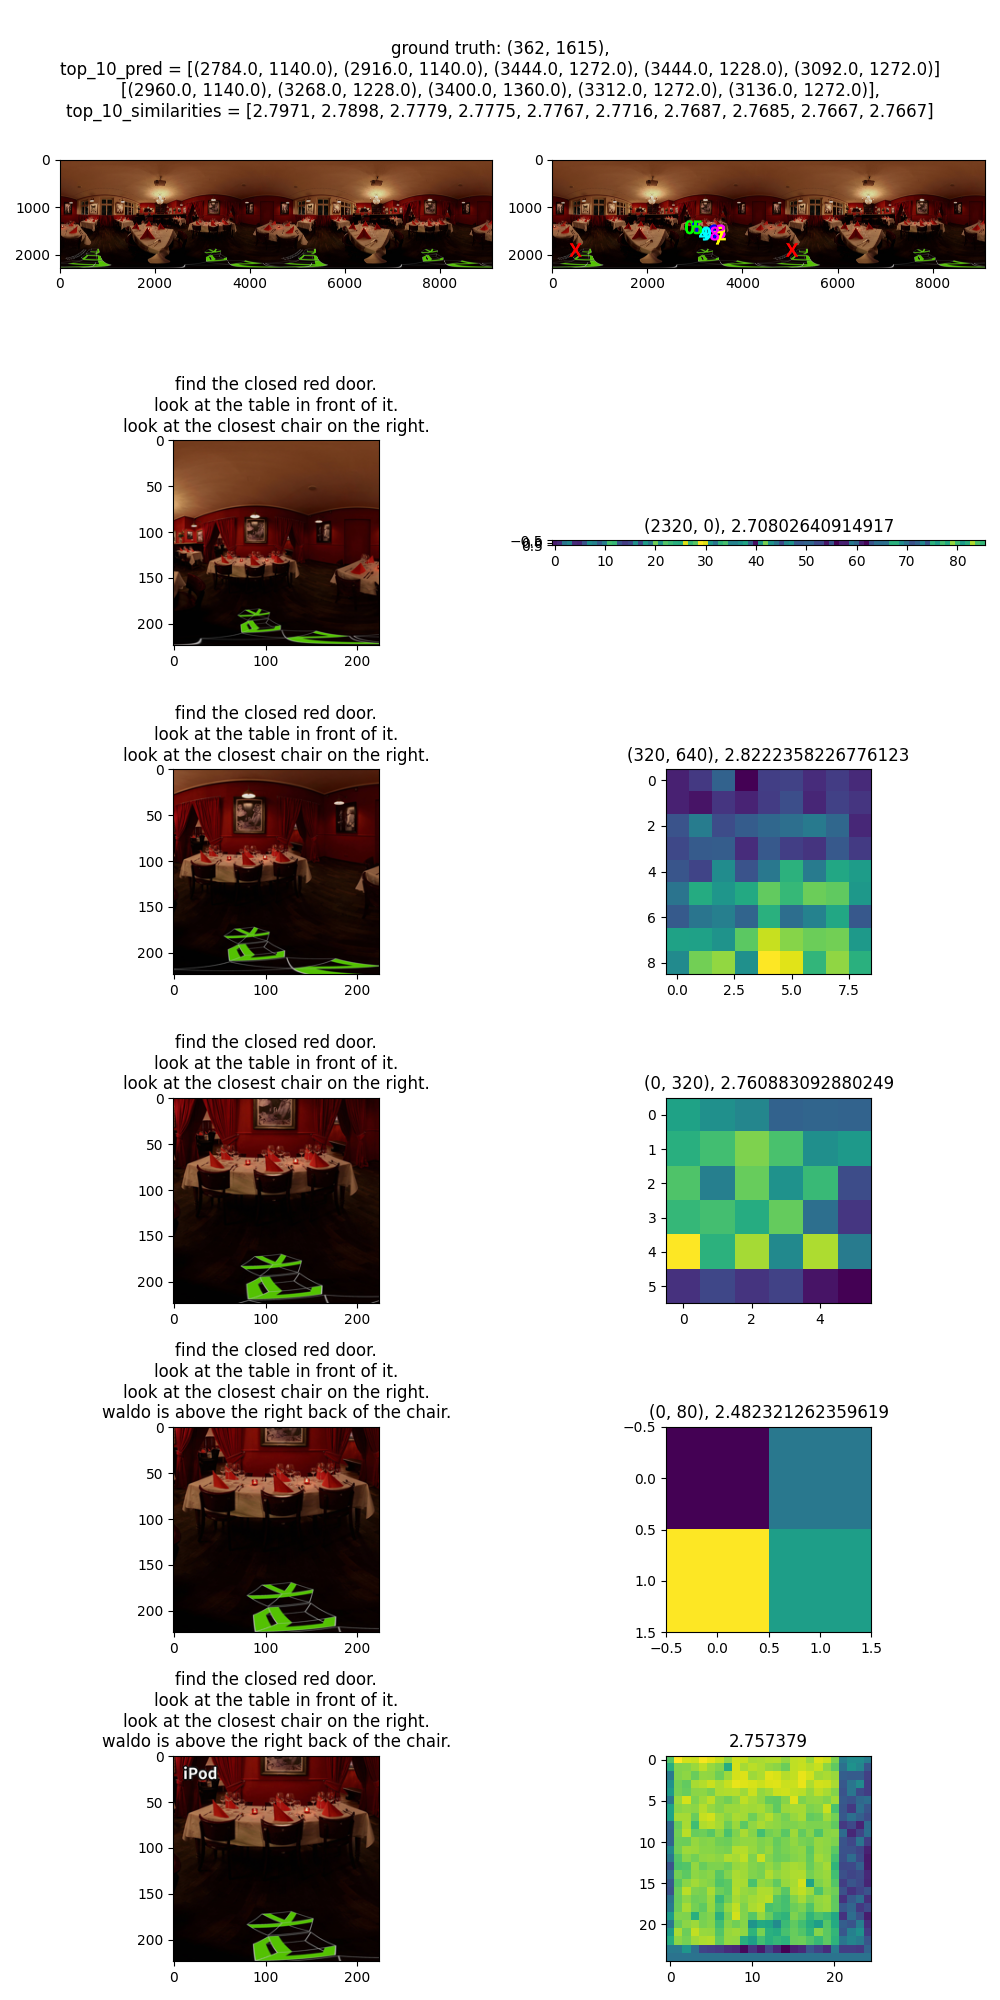 ground truth: (362, 1615),
top_10_pred = [(2784.0, 1140.0), (2916.0, 1140.0), (3444.0, 1272.0), (3444.0, 1228.0), (3092.0, 1272.0)]
[(2960.0, 1140.0), (3268.0, 1228.0), (3400.0, 1360.0), (3312.0, 1272.0), (3136.0, 1272.0)],
top_10_similarities = [2.7971, 2.7898, 2.7779, 2.7775, 2.7767, 2.7716, 2.7687, 2.7685, 2.7667, 2.7667]
0
1000
2000
0 2000 4000 6000 8000
0
1000
2000
X X
0 2000 4000 6000 8000
find the closed red door.
look at the table in front of it.
look at the closest chair on the right.
0
50
100
150
200
0 100 200
(2320, 0), 2.70802640914917
0 10 20 30 40 50 60 70 80
find the closed red door.
look at the table in front of it.
look at the closest chair on the right.
0
50
100
150
200
0 100 200
(320, 640), 2.8222358226776123
0
2
4
6
8
0.0 2.5 5.0 7.5
find the closed red door.
look at the table in front of it.
look at the closest chair on the right.
0
50
100
150
200
0 100 200
(0, 320), 2.760883092880249
0
1
2
3
4
5
0 2 4
find the closed red door.
look at the table in front of it.
look at the closest chair on the right.
waldo is above the right back of the chair.
0
50
100
150
200
0 100 200
(0, 80), 2.482321262359619
−0.5
0.0
0.5
1.0
1.5
−0.5 0.0 0.5 1.0 1.5
find the closed red door.
look at the table in front of it.
look at the closest chair on the right.
waldo is above the right back of the chair.
iPod
0
50
100
150
200
0 100 200
2.757379
0
5
10
15
20
0 10 20